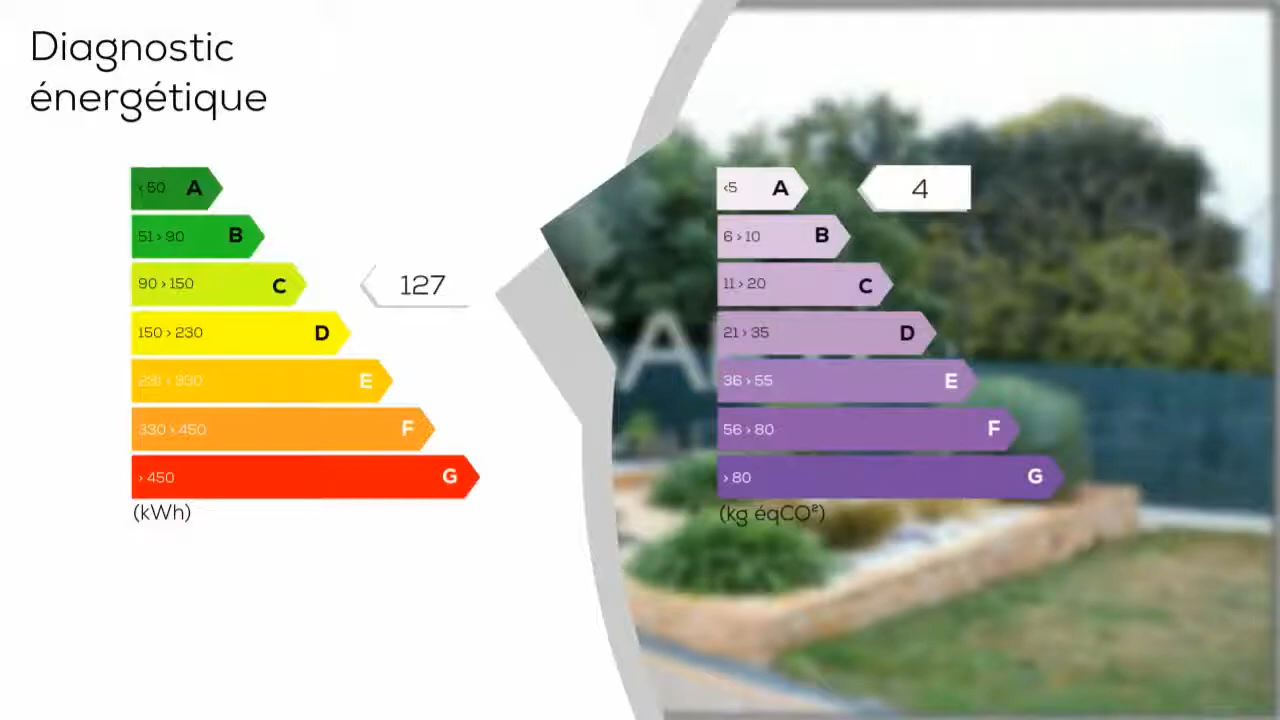 Diagnostic
énergétique
<50 A
51 > 90 B
90 > 150 C
127
150 > 230 D
E
330 > 450 F
> 450 G
(kWh)
<5 A
4
6 > 10 B
11 > 20 C
21 > 35 D
36 > 55 E
56 > 80 F
> 80 G
(kg éqCO²)